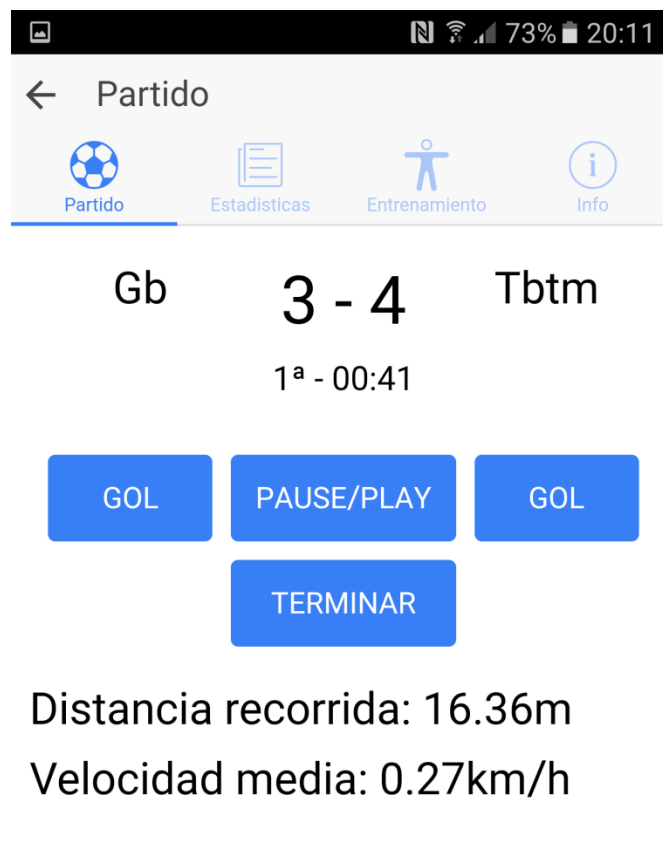 73% 20:11
Partido
Partido Estadisticas Entrenamiento Info
Gb 3 - 4 Tbtm
1ª - 00:41
GOL PAUSE/PLAY GOL
TERMINAR
Distancia recorrida: 16.36m
Velocidad media: 0.27km/h